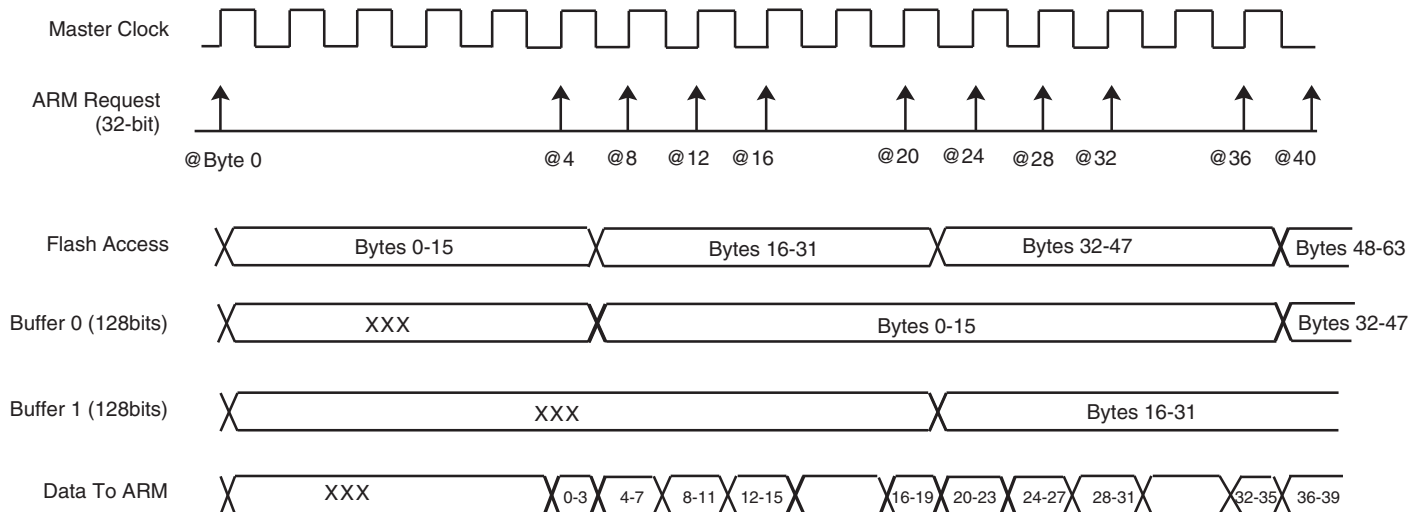 Master Clock
ARM Request
(32-bit)
@Byte 0 @4 @8 @12 @16 @20 @24 @28 @32 @36 @40
Flash Access Bytes 0-15 Bytes 16-31 Bytes 32-47 Bytes 48-63
Buffer 0 (128bits) XXX Bytes 0-15 Bytes 32-47
Buffer 1 (128bits) XXX Bytes 16-31
Data To ARM XXX 0-3 4-7 8-11 12-15 16-19 20-23 24-27 28-31 32-35 36-39